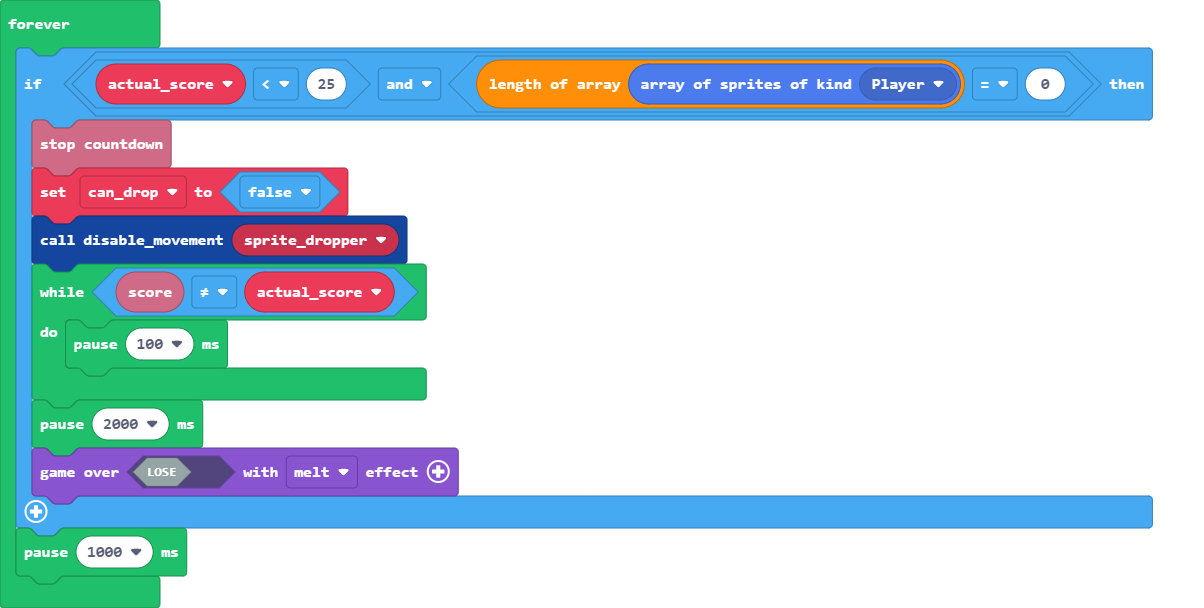 forever
if actual_score < 25 and length of array array of sprites of kind Player = 0 then
stop countdown
set can_drop to false
call disable_movement sprite_dropper
while score ≠ actual_score
do pause 100 ms
pause 2000 ms
game over LOSE with melt effect
pause 1000 ms